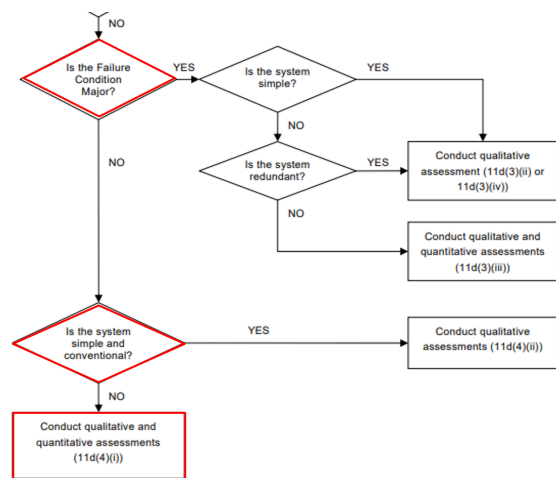 NO
Is the Failure
Condition
Major?
YES
Is the system
simple?
YES
NO
NO
Is the system
redundant?
YES
Conduct qualitative
assessment (11d(3)(ii) or
11d(3)(iv))
NO
Conduct qualitative and
quantitative assessments
(11d(3)(iii))
Is the system
simple and
conventional?
YES
Conduct qualitative
assessments (11d(4)(ii))
NO
Conduct qualitative and
quantitative assessments
(11d(4)(i))